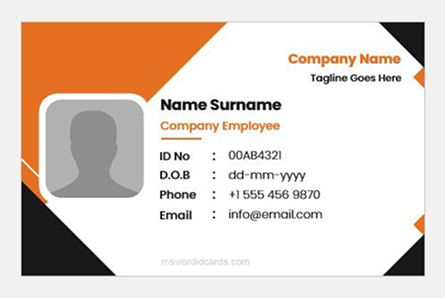 Company Name
Tagline Goes Here
Name Surname
Company Employee
ID No : 00AB4321
D.O.B : dd-mm-yyyy
Phone : +1 555 456 9870
Email : info@email.com
mswordidcards.com